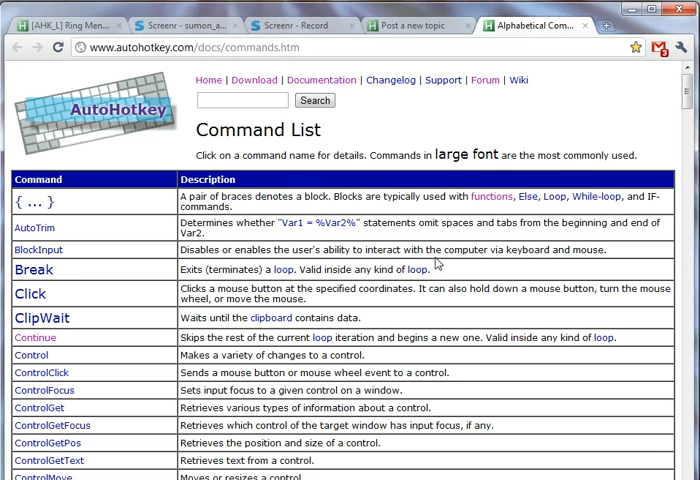 [AHK_L] Ring Men...
Screenr - sumon_a...
Screenr - Record
Post a new topic
Alphabetical Com...
www.autohotkey.com/docs/commands.htm
3
AutoHotkey
Home | Download | Documentation | Changelog | Support | Forum | Wiki
Search
Command List
Click on a command name for details. Commands in large font are the most commonly used.
Command Description
{ ... } A pair of braces denotes a block. Blocks are typically used with functions, Else, Loop, While-loop, and IF-
commands.
AutoTrim Determines whether "Var1 = %Var2%" statements omit spaces and tabs from the beginning and end of
Var2.
BlockInput Disables or enables the user's ability to interact with the computer via keyboard and mouse.
Break Exits (terminates) a loop. Valid inside any kind of loop.
Click Clicks a mouse button at the specified coordinates. It can also hold down a mouse button, turn the mouse
wheel, or move the mouse.
ClipWait Waits until the clipboard contains data.
Continue Skips the rest of the current loop iteration and begins a new one. Valid inside any kind of loop.
Control Makes a variety of changes to a control.
ControlClick Sends a mouse button or mouse wheel event to a control.
ControlFocus Sets input focus to a given control on a window.
ControlGet Retrieves various types of information about a control.
ControlGetFocus Retrieves which control of the target window has input focus, if any.
ControlGetPos Retrieves the position and size of a control.
ControlGetText Retrieves text from a control.
ControlMove Moves or resizes a control.